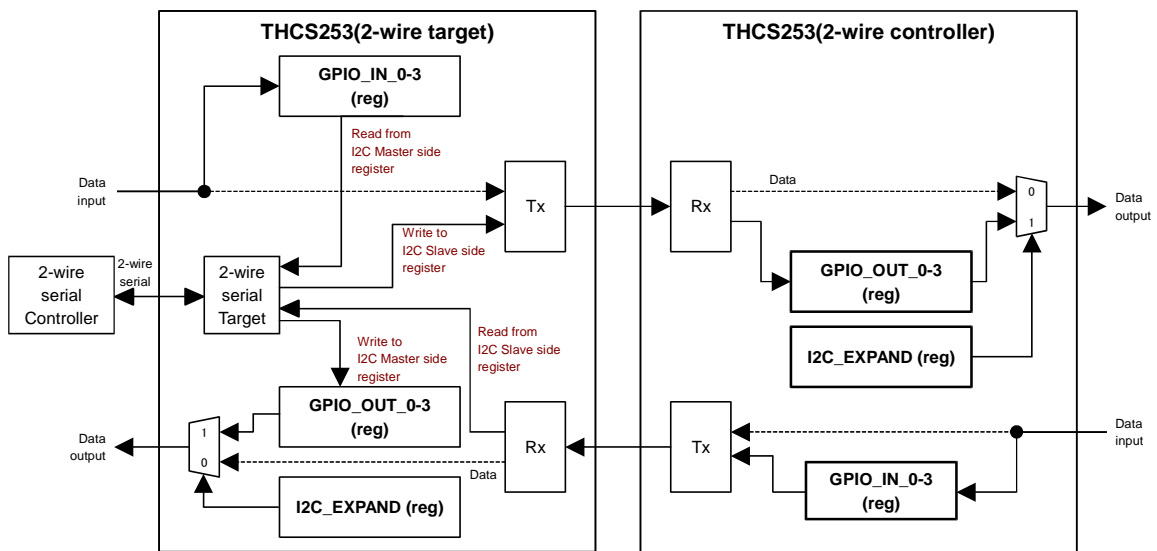 THCS253(2-wire target)
GPIO_IN_0-3
(reg)
Read from
I2C Master side
register
Data
input
Tx
Write to
I2C Slave side
register
2-wire
serial
Controller
2-wire
serial
2-wire
serial
Target
Read from
I2C Slave side
register
Write to
I2C Master side
register
GPIO_OUT_0-3
(reg)
Rx
Data
output
1
0
Data
I2C_EXPAND (reg)
THCS253(2-wire controller)
Rx
Data
0
1
Data
output
GPIO_OUT_0-3
(reg)
I2C_EXPAND (reg)
Tx
Data
input
GPIO_IN_0-3
(reg)